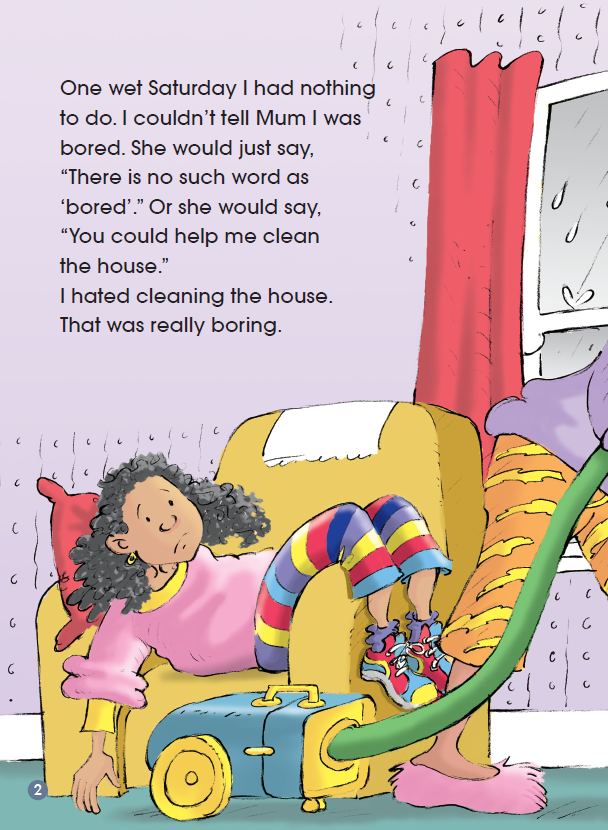 One wet Saturday I had nothing
to do. I couldn’t tell Mum I was
bored. She would just say,
“There is no such word as
‘bored’.” Or she would say,
“You could help me clean
the house.”
I hated cleaning the house.
That was really boring.
2